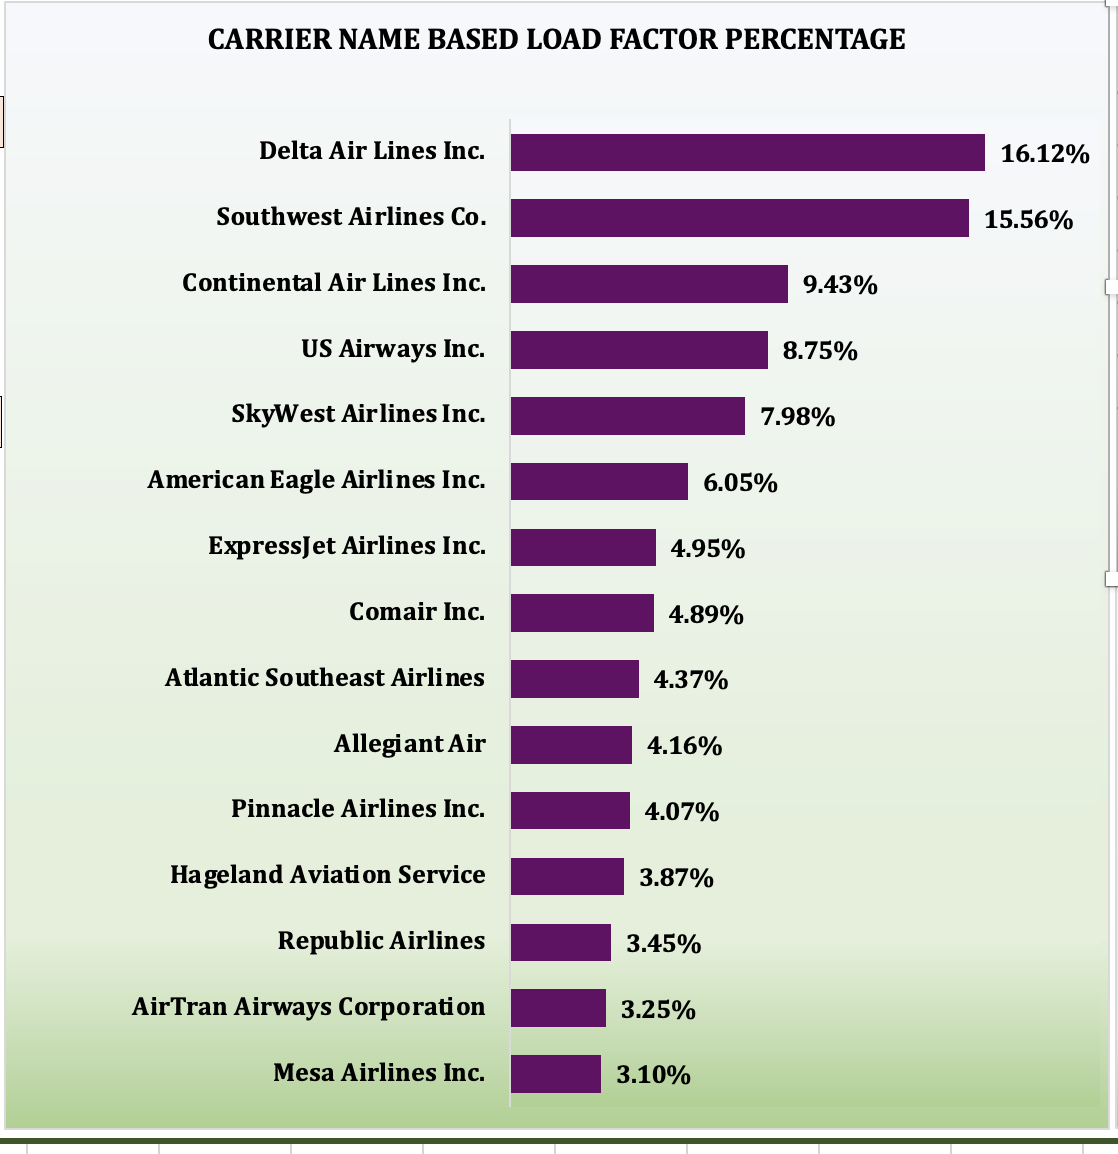 CARRIER NAME BASED LOAD FACTOR PERCENTAGE
Delta Air Lines Inc. 16.12%
Southwest Airlines Co. 15.56%
Continental Air Lines Inc. 9.43%
US Airways Inc. 8.75%
SkyWest Airlines Inc. 7.98%
American Eagle Airlines Inc. 6.05%
ExpressJet Airlines Inc. 4.95%
Comair Inc. 4.89%
Atlantic Southeast Airlines 4.37%
Allegiant Air 4.16%
Pinnacle Airlines Inc. 4.07%
Hageland Aviation Service 3.87%
Republic Airlines 3.45%
AirTran Airways Corporation 3.25%
Mesa Airlines Inc. 3.10%